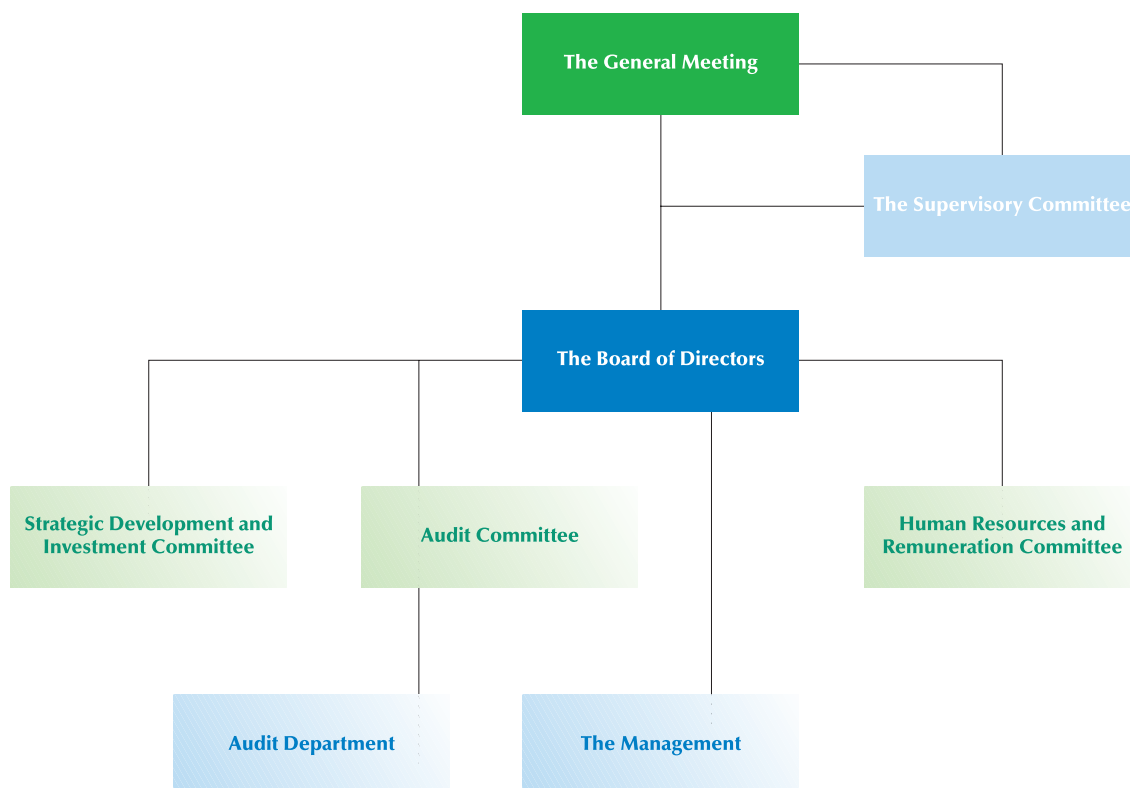 The General Meeting
The Supervisory Committee
The Board of Directors
Strategic Development and
Investment Committee
Audit Committee
Human Resources and
Remuneration Committee
Audit Department
The Management